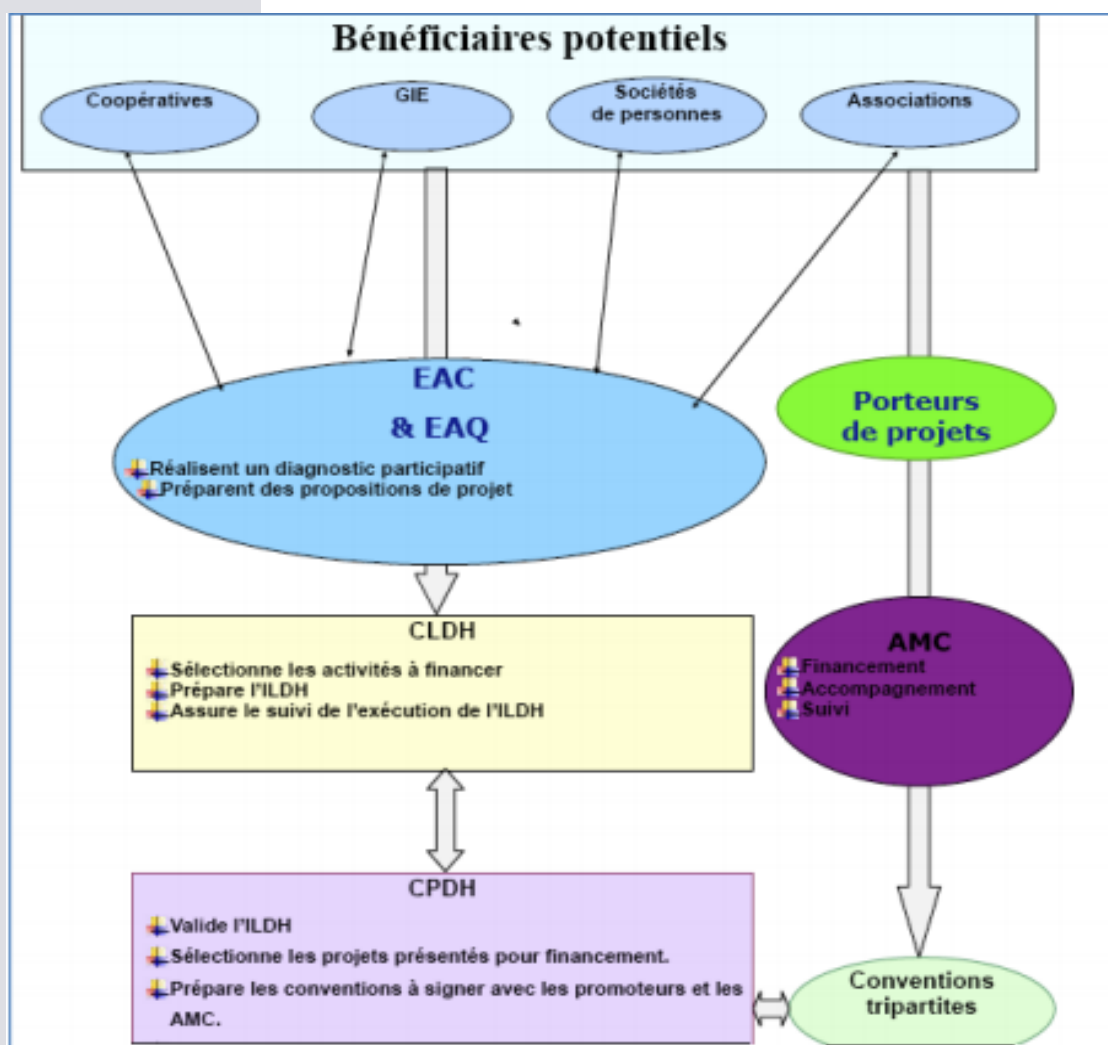 Bénéficiaires potentiels
Coopératives
GIE
Sociétés
de personnes
Associations
EAC
& EAQ
Réalisent un diagnostic participatif
Préparent des propositions de projet
Porteurs
de projets
CLDH
Sélectionne les activités à financer
Prépare l'ILDH
Assure le suivi de l'exécution de l'ILDH
AMC
Financement
Accompagnement
Suivi
CPDH
Valide l'ILDH
Sélectionne les projets présentés pour financement.
Prépare les conventions à signer avec les promoteurs et les
AMC.
Conventions
tripartites